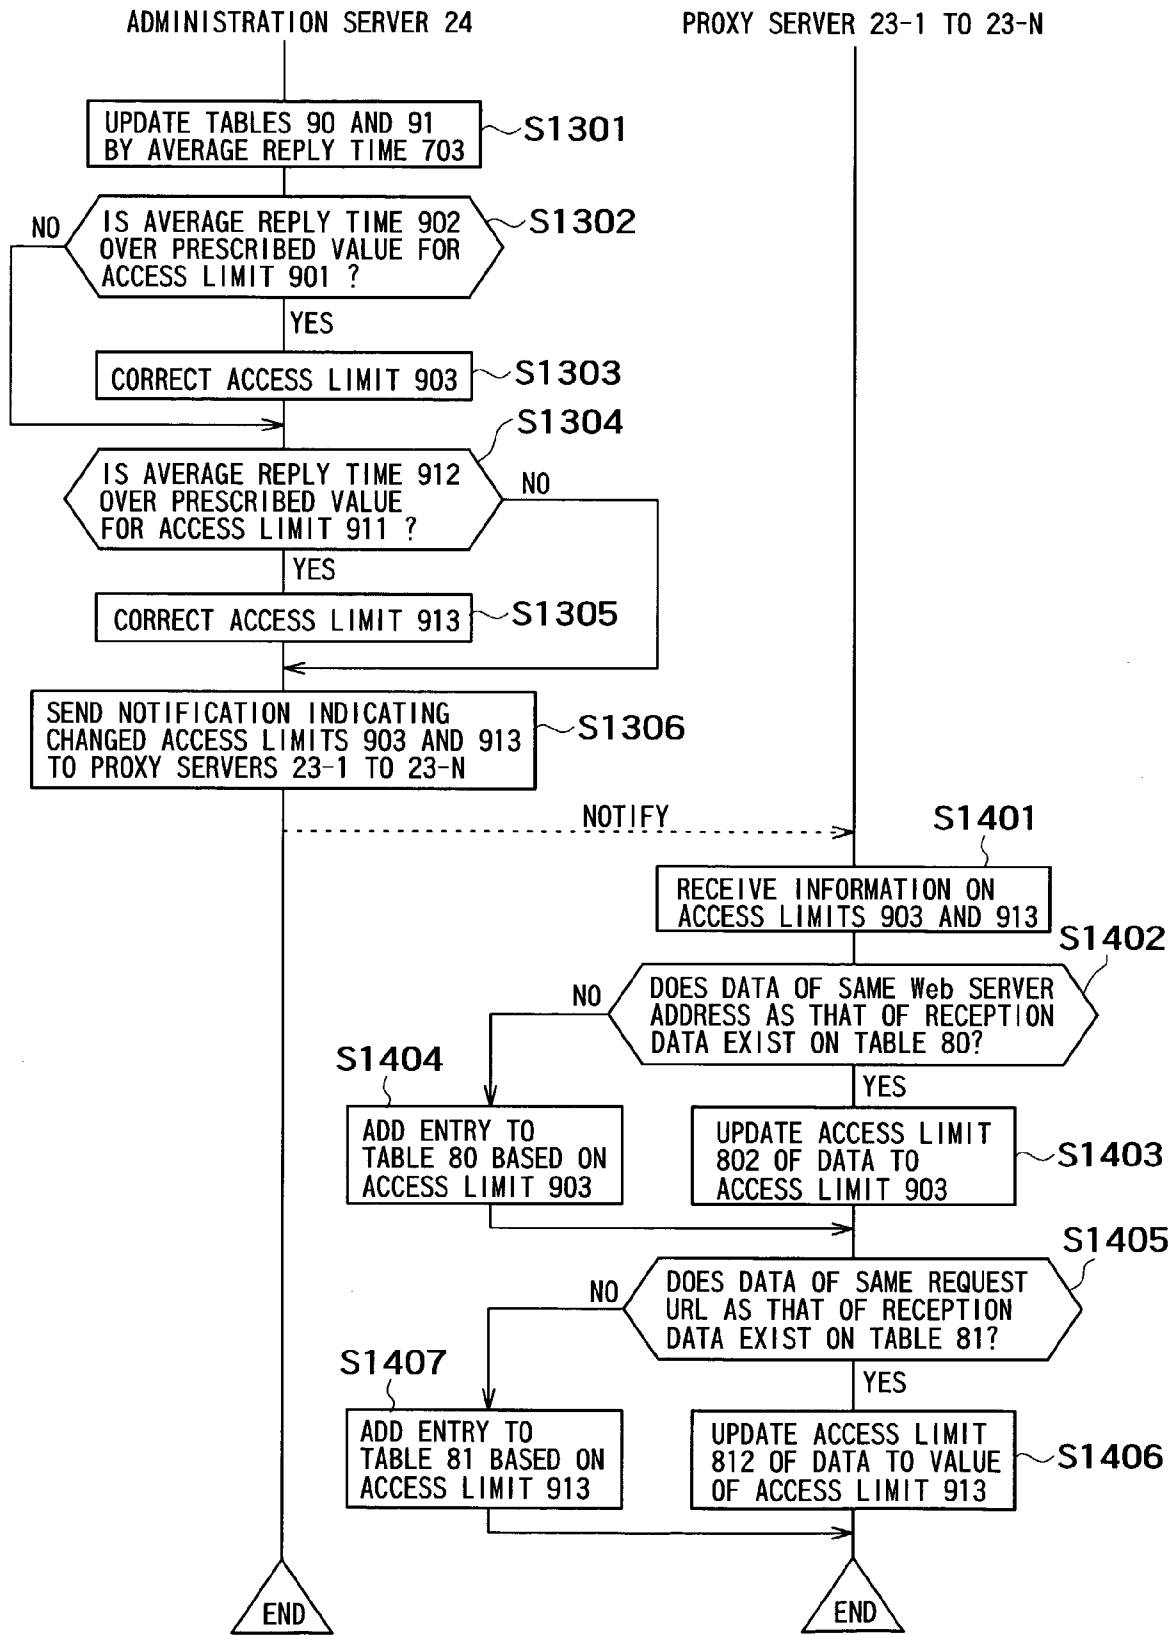 ADMINISTRATION SERVER 24
PROXY SERVER 23-1 TO 23-N
UPDATE TABLES 90 AND 91
BY AVERAGE REPLY TIME 703
S1301
IS AVERAGE REPLY TIME 902
OVER PRESCRIBED VALUE FOR
ACCESS LIMIT 901 ?
S1302
NO
YES
CORRECT ACCESS LIMIT 903
S1303
S1304
IS AVERAGE REPLY TIME 912
OVER PRESCRIBED VALUE
FOR ACCESS LIMIT 911 ?
NO
YES
CORRECT ACCESS LIMIT 913
S1305
SEND NOTIFICATION INDICATING
CHANGED ACCESS LIMITS 903 AND 913
TO PROXY SERVERS 23-1 TO 23-N
S1306
NOTIFY
S1401
RECEIVE INFORMATION ON
ACCESS LIMITS 903 AND 913
S1402
DOES DATA OF SAME Web SERVER
ADDRESS AS THAT OF RECEPTION
DATA EXIST ON TABLE 80?
NO
YES
S1404
ADD ENTRY TO
TABLE 80 BASED ON
ACCESS LIMIT 903
UPDATE ACCESS LIMIT
802 OF DATA TO
ACCESS LIMIT 903
S1403
S1405
DOES DATA OF SAME REQUEST
URL AS THAT OF RECEPTION
DATA EXIST ON TABLE 81?
NO
YES
S1407
ADD ENTRY TO
TABLE 81 BASED ON
ACCESS LIMIT 913
UPDATE ACCESS LIMIT
812 OF DATA TO VALUE
OF ACCESS LIMIT 913
S1406
END
END